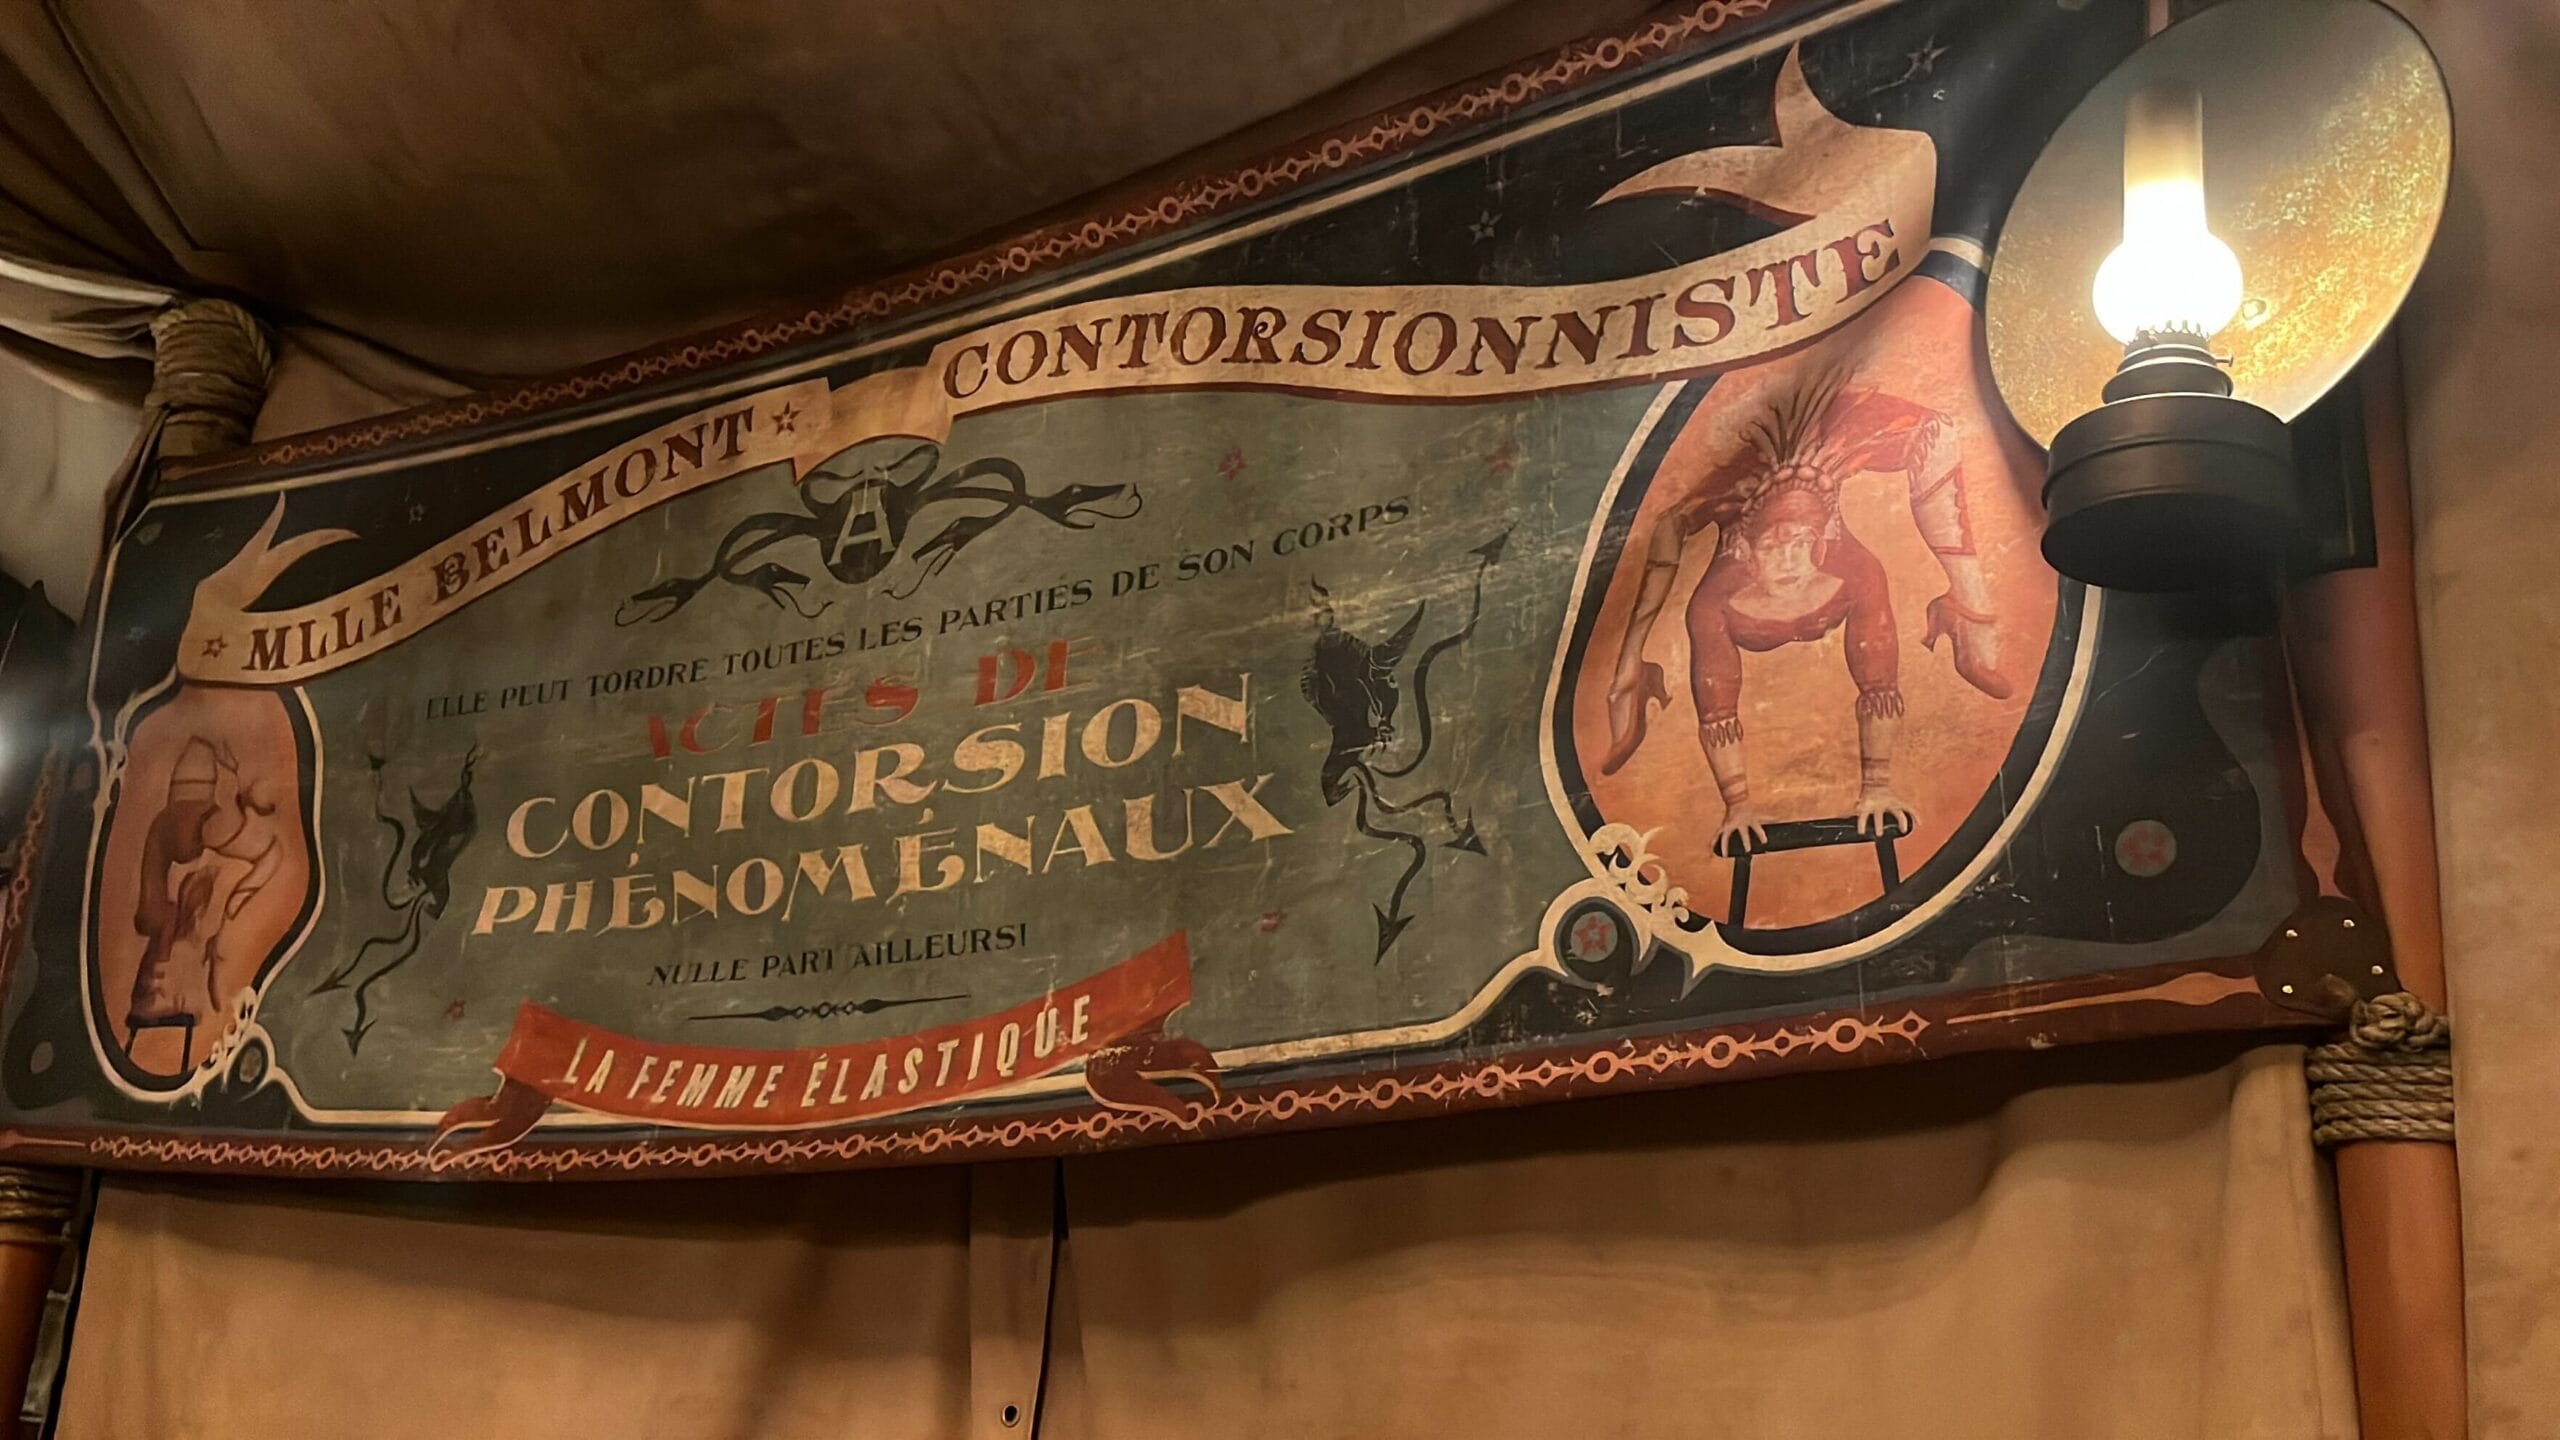 MLLE BELMONT CONTORSIONNISTE
A
ELLE PEUT TORDRE TOUTES LES PARTIES DE SON CORPS
ACTES DE
CONTORSION
PHÉNOMÉNAUX
NULLE PART AILLEURS!
LA FEMME ÉLASTIQUE